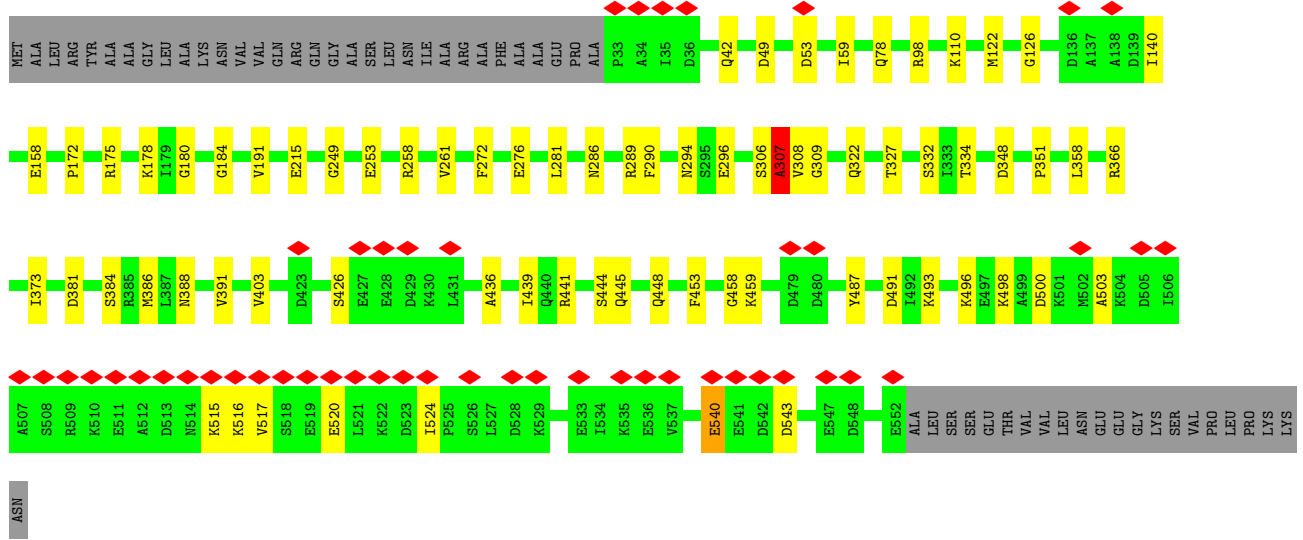 MET ALA LEU ARG TYR ALA ALA GLY LEU ALA LYS ASN VAL VAL GLN ARG GLN GLY ALA SER LEU ASN ILE ALA ARG ALA PHE ALA ALA GLU PRO ALA P33 A34 I35 D36 Q42 D49 D53 I59 Q78 R98 K110 M122 G126 D136 A137 A138 D139 I140
E158 P172 R175 K178 I179 G180 G184 V191 E215 G249 E253 R258 V261 F272 E276 L281 N286 R289 F290 N294 S295 E296 S306 A307 V308 G309 Q322 T327 S332 I333 T334 D348 P351 L358 R366
I373 D381 S384 R385 M386 L387 N388 V391 V403 D423 S426 E427 E428 D429 K430 L431 A436 I439 Q440 R441 S444 Q445 Q448 F453 G458 K459 D479 D480 Y487 D491 I492 K493 K496 E497 K498 A499 D500 K501 M502 A503 K504 D505 I506
A507 S508 R509 K510 E511 A512 D513 N514 K515 K516 V517 S518 E519 E520 L521 K522 D523 I524 P525 S526 L527 D528 K529 E533 I534 K535 E536 V537 E540 E541 D542 D543 E547 D548 E552 ALA LEU SER SER GLU THR VAL VAL LEU ASN GLU GLU GLY LYS SER VAL PRO LEU PRO LYS LYS
ASN